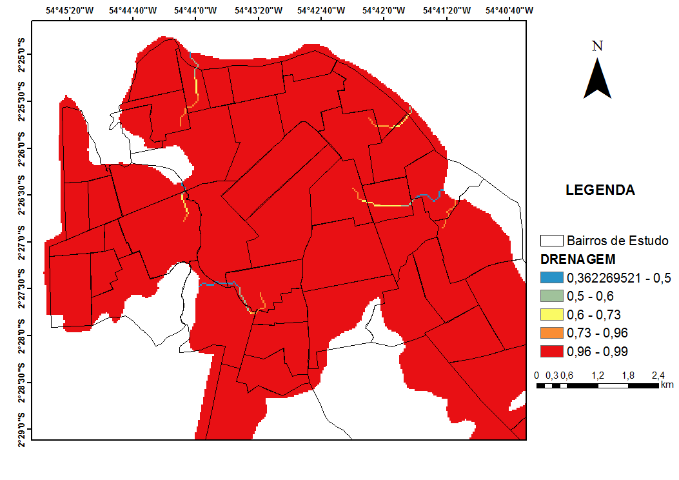 54°45'20"W 54°44'40"W 54°44'0"W 54°43'20"W 54°42'40"W 54°42'0"W 54°41'20"W 54°40'40"W
2°25'0"S
2°25'30"S
2°26'0"S
2°26'30"S
2°27'0"S
2°27'30"S
2°28'0"S
2°28'30"S
2°29'0"S
N
LEGENDA
Bairros de Estudo
DRENAGEM
0,362269521 - 0,5
0,5 - 0,6
0,6 - 0,73
0,73 - 0,96
0,96 - 0,99
0 0,3 0,6 1,2 1,8 2,4
km